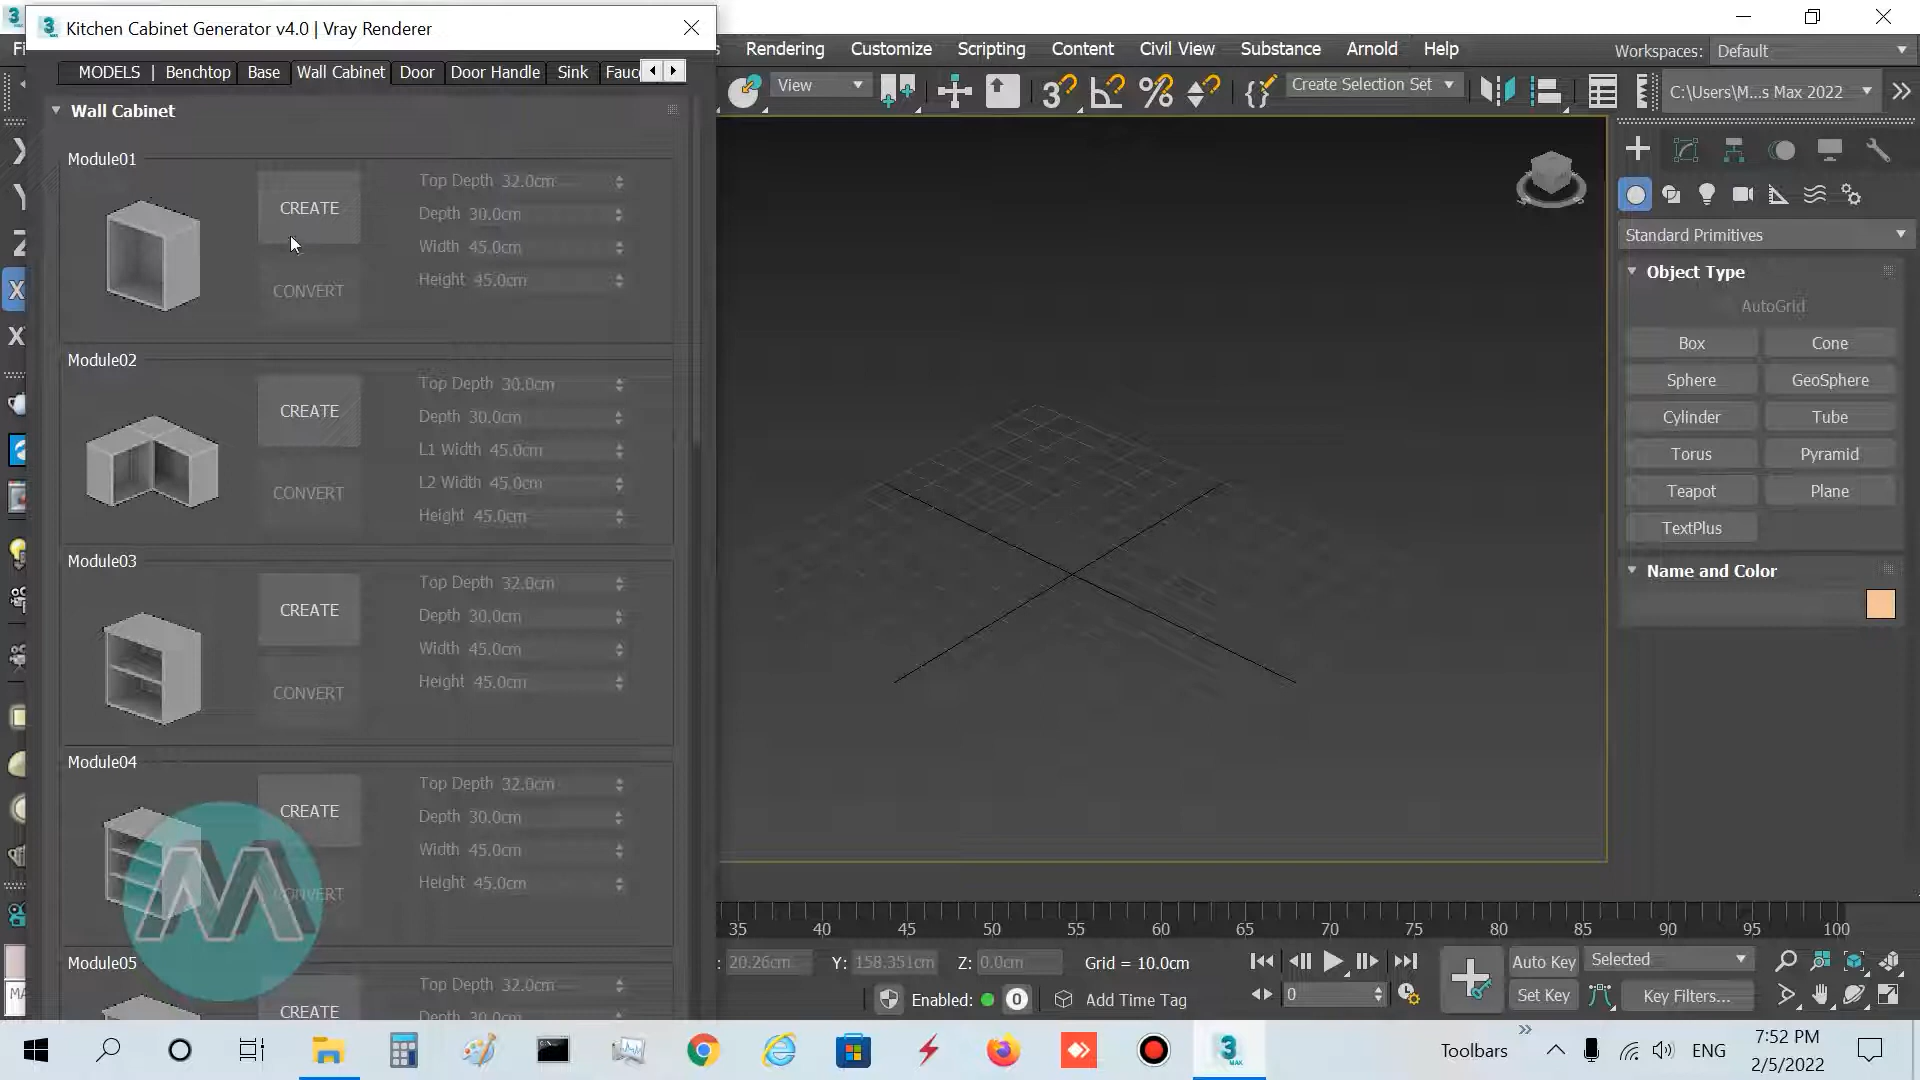 Kitchen Cabinet Generator v4.0 | Vray Renderer
Rendering Customize Scripting Content Civil View Substance Arnold Help
Workspaces: Default
MODELS | Benchtop Base Wall Cabinet Door Door Handle Sink Fauc
View
Create Selection Set
C:\Users\M...s Max 2022
Wall Cabinet
Module01
CREATE
CONVERT
Top Depth 32.0cm
Depth 30.0cm
Width 45.0cm
Height 45.0cm
Module02
CREATE
CONVERT
Top Depth 30.0cm
Depth 30.0cm
L1 Width 45.0cm
L2 Width 45.0cm
Height 45.0cm
Module03
CREATE
CONVERT
Top Depth 32.0cm
Depth 30.0cm
Width 45.0cm
Height 45.0cm
Module04
CREATE
CONVERT
Top Depth 32.0cm
Depth 30.0cm
Width 45.0cm
Height 45.0cm
Module05
CREATE
Top Depth 32.0cm
Depth 30.0cm
Standard Primitives
Object Type
AutoGrid
Box Cone
Sphere GeoSphere
Cylinder Tube
Torus Pyramid
Teapot Plane
TextPlus
Name and Color
35 40 45 50 55 60 65 70 75 80 85 90 95 100
: 20.26cm Y: 158.351cm Z: 0.0cm Grid = 10.0cm
Auto Key Selected
Enabled: 0 Add Time Tag
0
Set Key Key Filters...
Toolbars
ENG
7:52 PM
2/5/2022